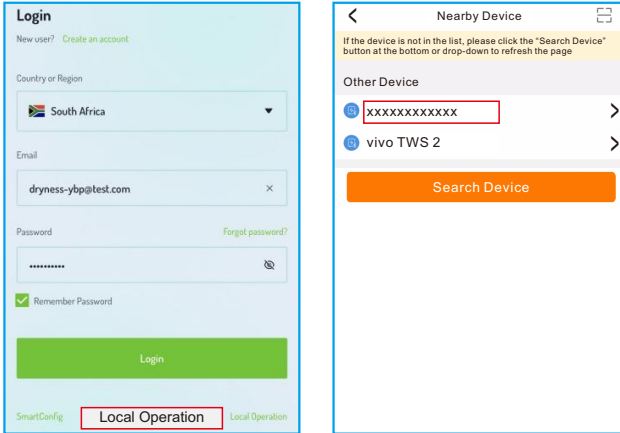 Login
New user? Create an account
Country or Region
South Africa
Email
dryness-ybp@test.com
Password Forgot password?
••••••••••
Remember Password
Login
SmartConfig Local Operation Local Operation
Nearby Device
If the device is not in the list, please click the “Search Device”
button at the bottom or drop-down to refresh the page
Other Device
xxxxxxxxxxxx
vivo TWS 2
Search Device